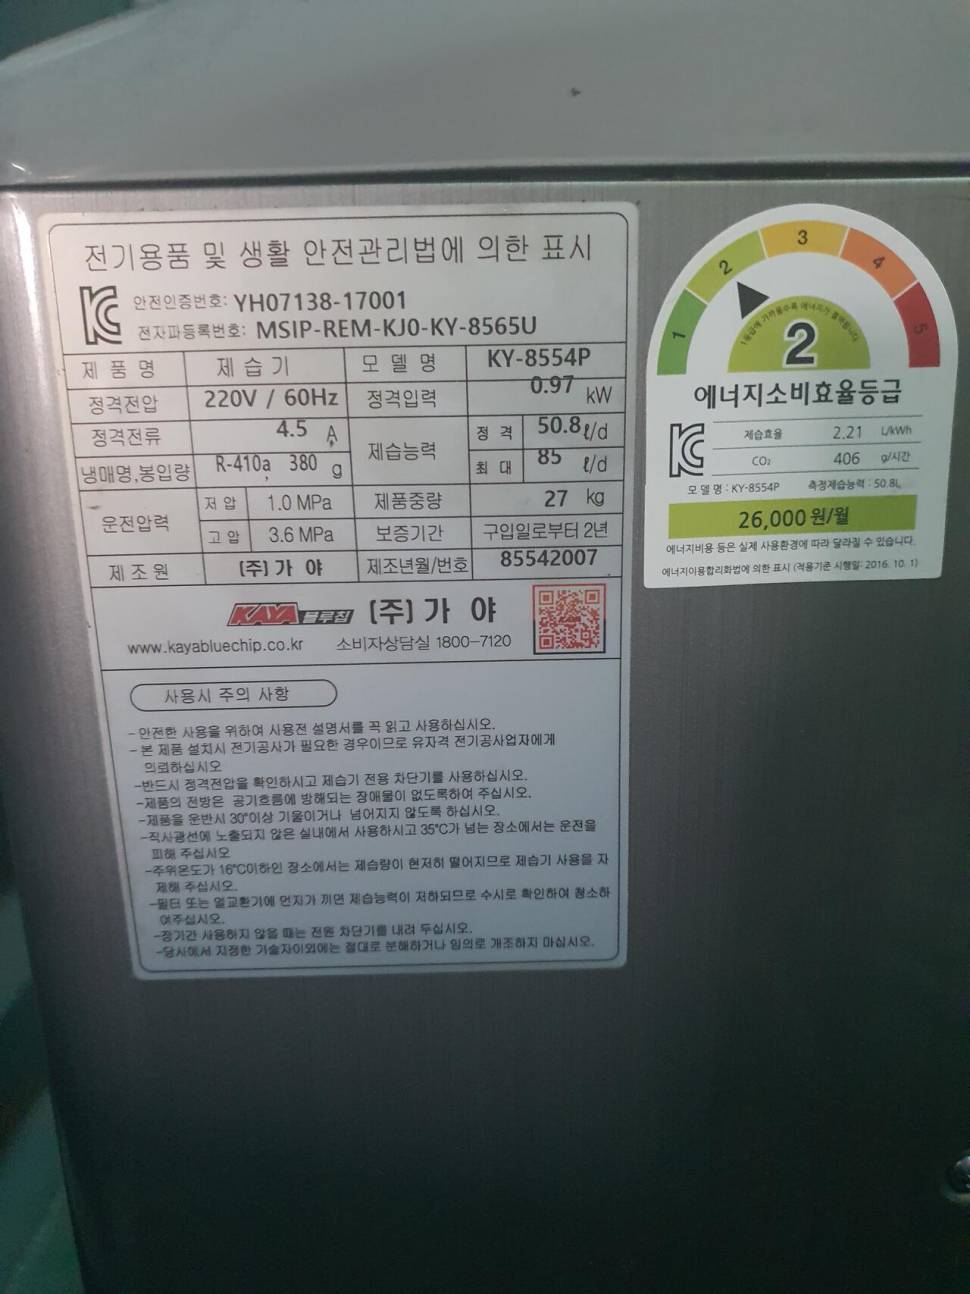 전기용품 및 생활 안전관리법에 의한 표시
안전인증번호: YH07138-17001
전자파등록번호: MSIP-REM-KJ0-KY-8565U
제 품 명 제 습 기 모 델 명 KY-8554P
정격전압 220V / 60Hz 정격입력 0.97 kW
정격전류 4.5 A 제습능력 정 격 50.8 ℓ/d
최 대 85 ℓ/d
냉매명,봉입량 R-410a, 380 g
운전압력 저 압 1.0 MPa 제품중량 27 kg
고 압 3.6 MPa 보증기간 구입일로부터 2년
제 조 원 (주) 가 야 제조년월/번호 85542007
KAYA 블루칩 (주) 가 야
www.kayabluechip.co.kr 소비자상담실 1800-7120
사용시 주의 사항
-안전한 사용을 위하여 사용전 설명서를 꼭 읽고 사용하십시오.
-본 제품 설치시 전기공사가 필요한 경우이므로 유자격 전기공사업자에게
의뢰하십시오
-반드시 정격전압을 확인하시고 제습기 전용 차단기를 사용하십시오.
-제품의 전방은 공기흐름에 방해되는 장애물이 없도록하여 주십시오.
-제품을 운반시 30°이상 기울이거나 넘어지지 않도록 하십시오.
-직사광선에 노출되지 않은 실내에서 사용하시고 35℃가 넘는 장소에서는 운전을
피해 주십시오
-주위온도가 16℃이하인 장소에서는 제습량이 현저히 떨어지므로 제습기 사용을 자
제해 주십시오.
-필터 또는 열교환기에 먼지가 끼면 제습능력이 저하되므로 수시로 확인하여 청소하
여주십시오.
-장기간 사용하지 않을 때는 전원 차단기를 내려 두십시오.
-당사에서 지정한 기술자이외에는 절대로 분해하거나 임의로 개조하지 마십시오.
1 2 3 4 5
1등급에 가까울수록 에너지가 절약됩니다
2
에너지소비효율등급
제습효율 2.21 L/kWh
CO₂ 406 g/시간
모 델 명 : KY-8554P 측정제습능력 : 50.8L
26,000원/월
에너지비용 등은 실제 사용환경에 따라 달라질 수 있습니다.
에너지이용합리화법에 의한 표시 (적용기준 시행일: 2016. 10. 1)